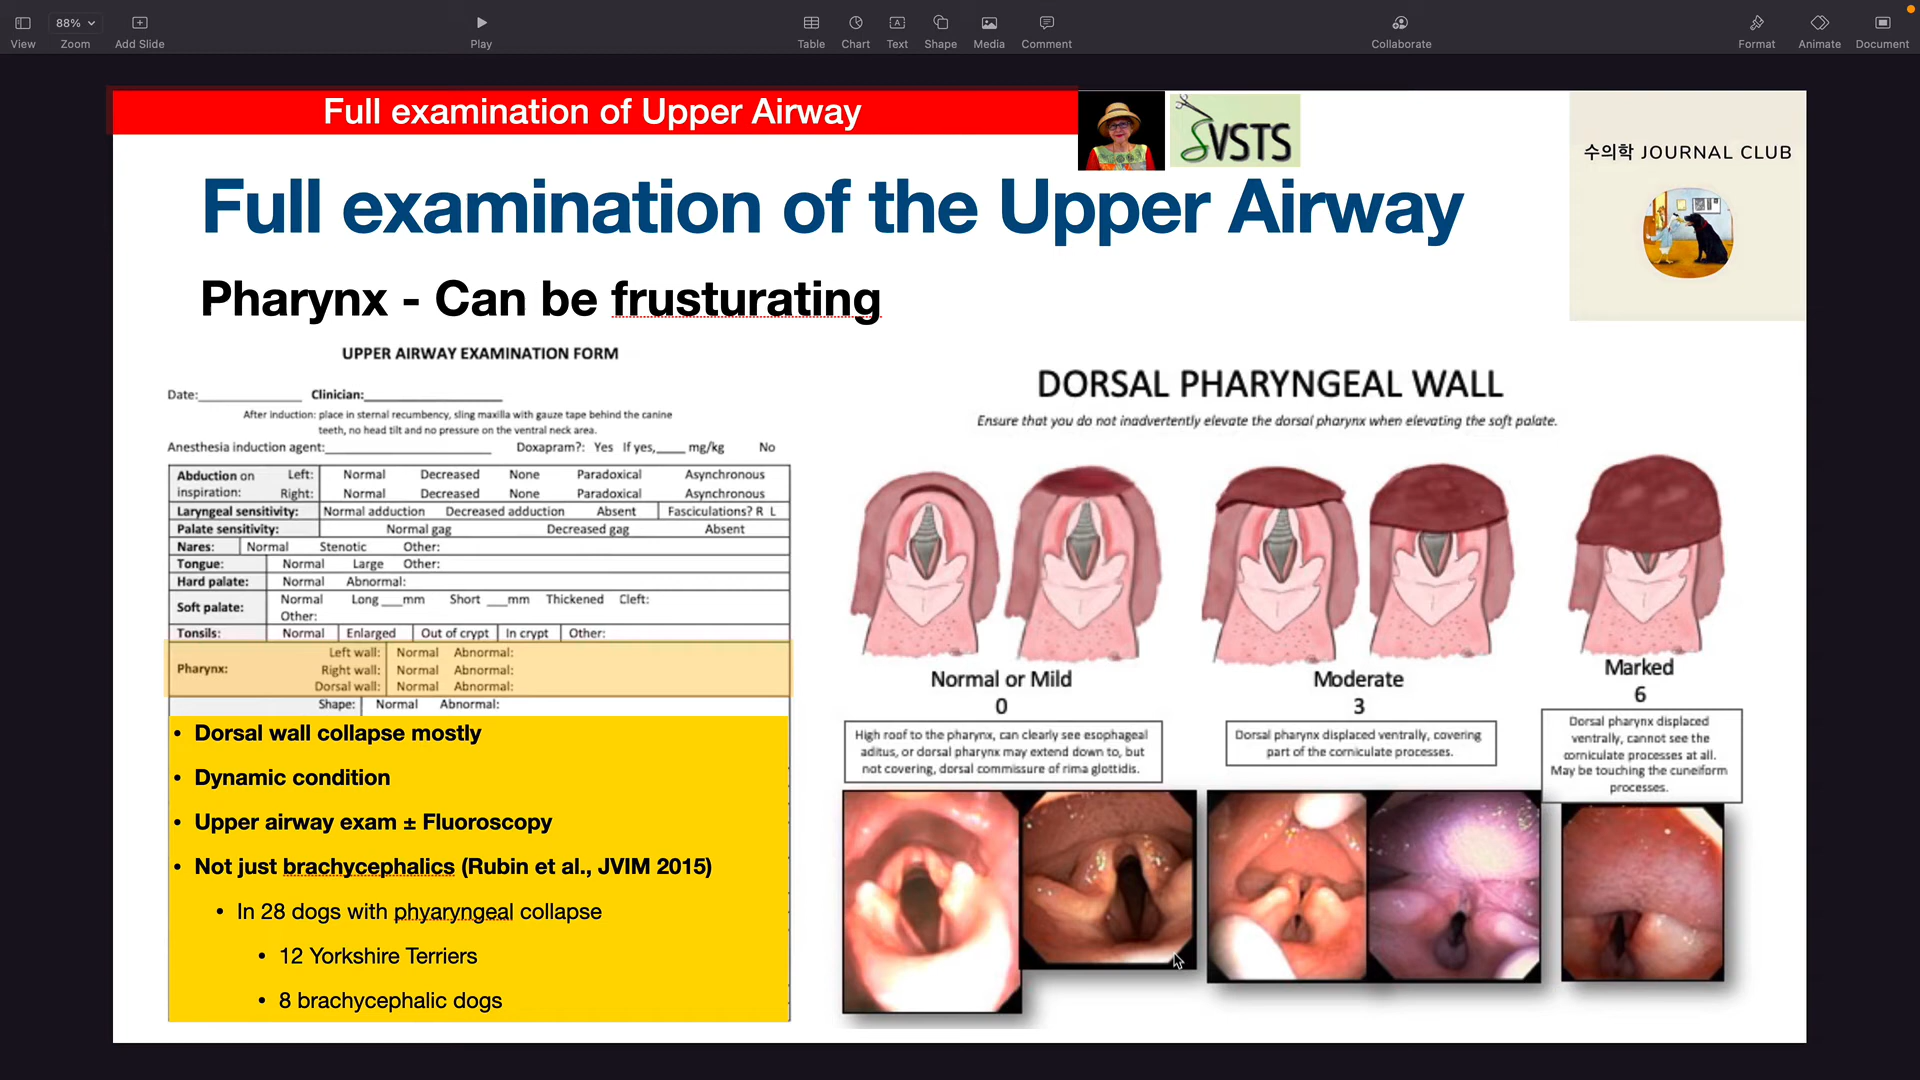 88%
View
Zoom
Add Slide
Play
Table
Chart
Text
Shape
Media
Comment
Collaborate
Format
Animate
Document
Full examination of Upper Airway
SVSTS
수의학 JOURNAL CLUB
Full examination of the Upper Airway
Pharynx - Can be frusturating
UPPER AIRWAY EXAMINATION FORM
Date:______________ Clinician:____________________
After induction: place in sternal recumbency, sling maxilla with gauze tape behind the canine
teeth, no head tilt and no pressure on the ventral neck area.
Anesthesia induction agent:________________________ Doxapram?: Yes If yes,____ mg/kg No
Abduction on inspiration: Left: Normal Decreased None Paradoxical Asynchronous
Right: Normal Decreased None Paradoxical Asynchronous
Laryngeal sensitivity: Normal adduction Decreased adduction Absent Fasciculations? R L
Palate sensitivity: Normal gag Decreased gag Absent
Nares: Normal Stenotic Other:
Tongue: Normal Large Other:
Hard palate: Normal Abnormal:
Soft palate: Normal Long ___mm Short ___mm Thickened Cleft:
Other:
Tonsils: Normal Enlarged Out of crypt In crypt Other:
Pharynx: Left wall: Normal Abnormal:
Right wall: Normal Abnormal:
Dorsal wall: Normal Abnormal:
Shape: Normal Abnormal:
• Dorsal wall collapse mostly
• Dynamic condition
• Upper airway exam ± Fluoroscopy
• Not just brachycephalics (Rubin et al., JVIM 2015)
• In 28 dogs with phyaryngeal collapse
• 12 Yorkshire Terriers
• 8 brachycephalic dogs
DORSAL PHARYNGEAL WALL
Ensure that you do not inadvertently elevate the dorsal pharynx when elevating the soft palate.
Normal or Mild
0
High roof to the pharynx, can clearly see esophageal
aditus, or dorsal pharynx may extend down to, but
not covering, dorsal commissure of rima glottidis.
Moderate
3
Dorsal pharynx displaced ventrally, covering
part of the corniculate processes.
Marked
6
Dorsal pharynx displaced
ventrally, cannot see the
corniculate processes at all.
May be touching the cuneiform
processes.